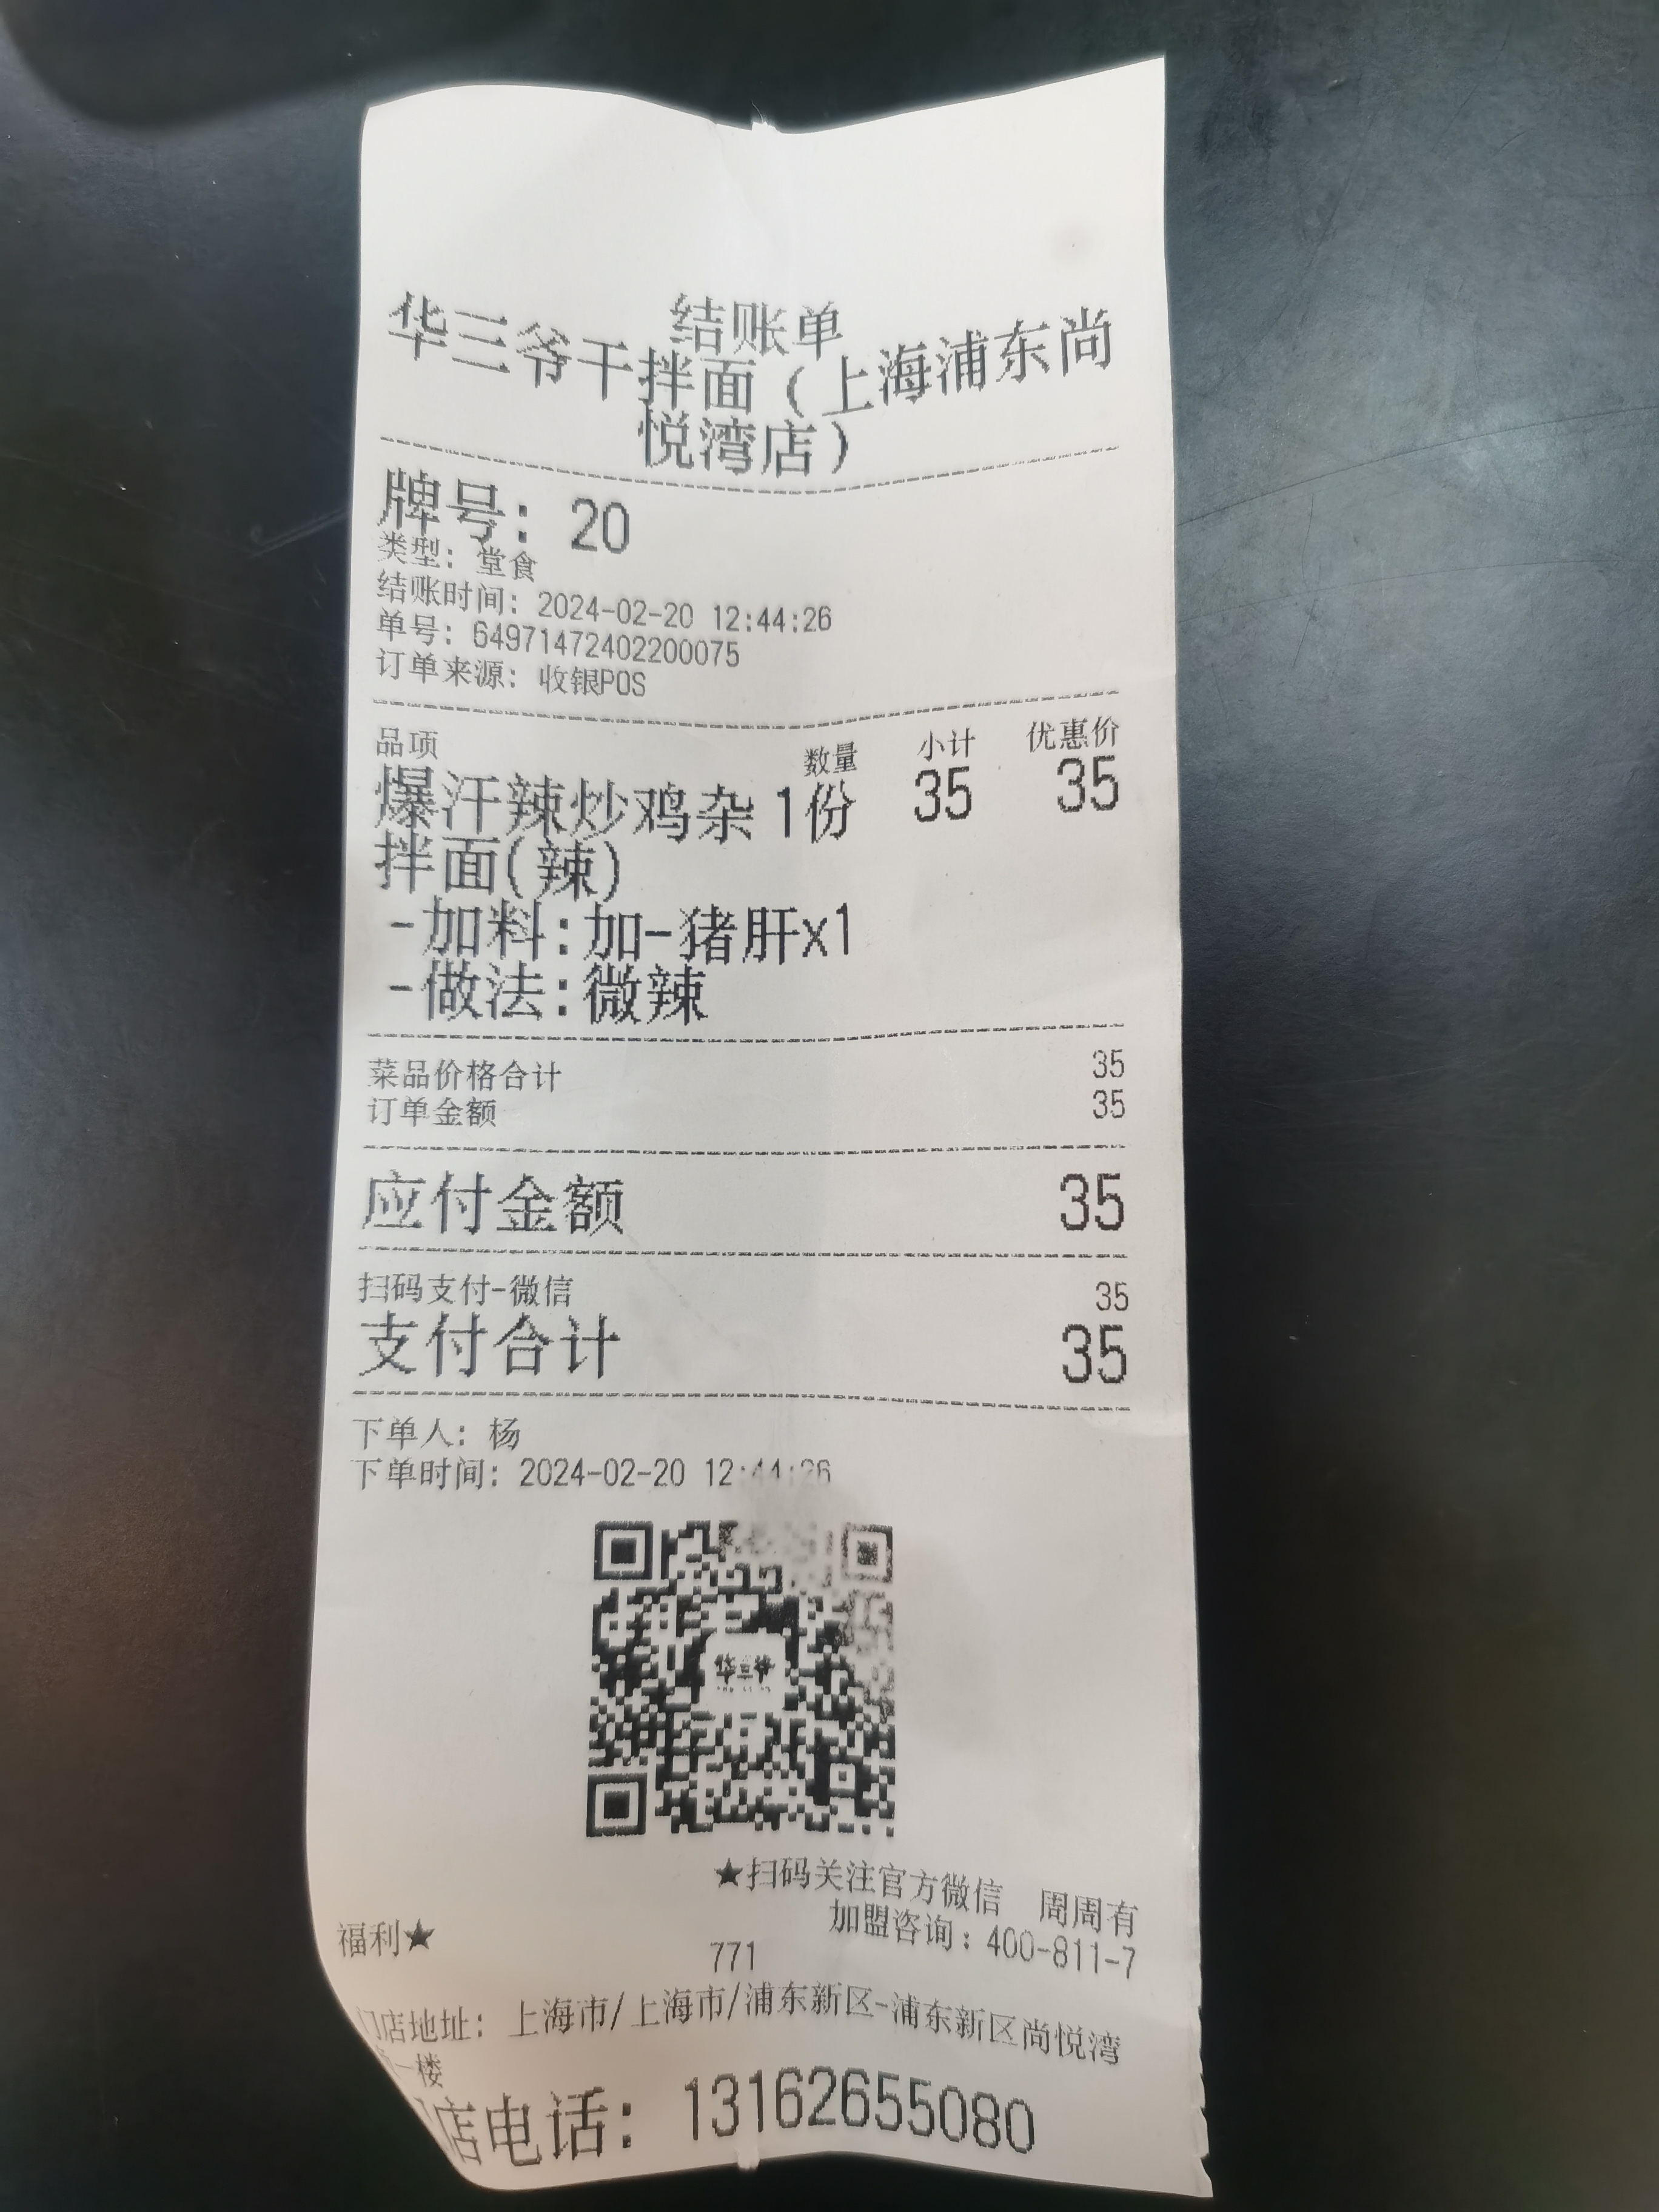 结账单
华三爷干拌面（上海浦东尚
悦湾店）
牌号：20
类型：堂食
结账时间：2024-02-20 12:44:26
单号：64971472402200075
订单来源：收银POS
品项 数量 小计 优惠价
爆汗辣炒鸡杂 1份 35 35
拌面(辣)
-加料:加-猪肝x1
-做法:微辣
菜品价格合计 35
订单金额 35
应付金额 35
扫码支付-微信 35
支付合计 35
下单人：杨
下单时间：2024-02-20 12:44:26
华三爷
★扫码关注官方微信 周周有
福利★
加盟咨询：400-811-7
771
门店地址：上海市/上海市/浦东新区-浦东新区尚悦湾
一楼
店电话：13162655080